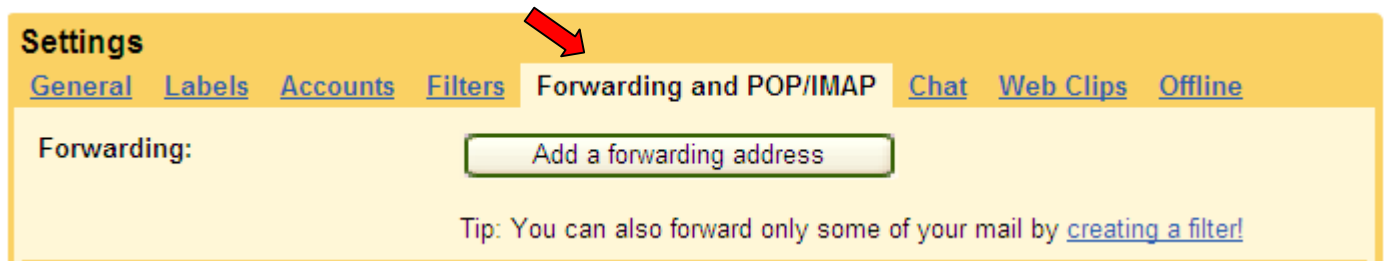 Settings
General Labels Accounts Filters Forwarding and POP/IMAP Chat Web Clips Offline
Forwarding: Add a forwarding address
Tip: You can also forward only some of your mail by creating a filter!